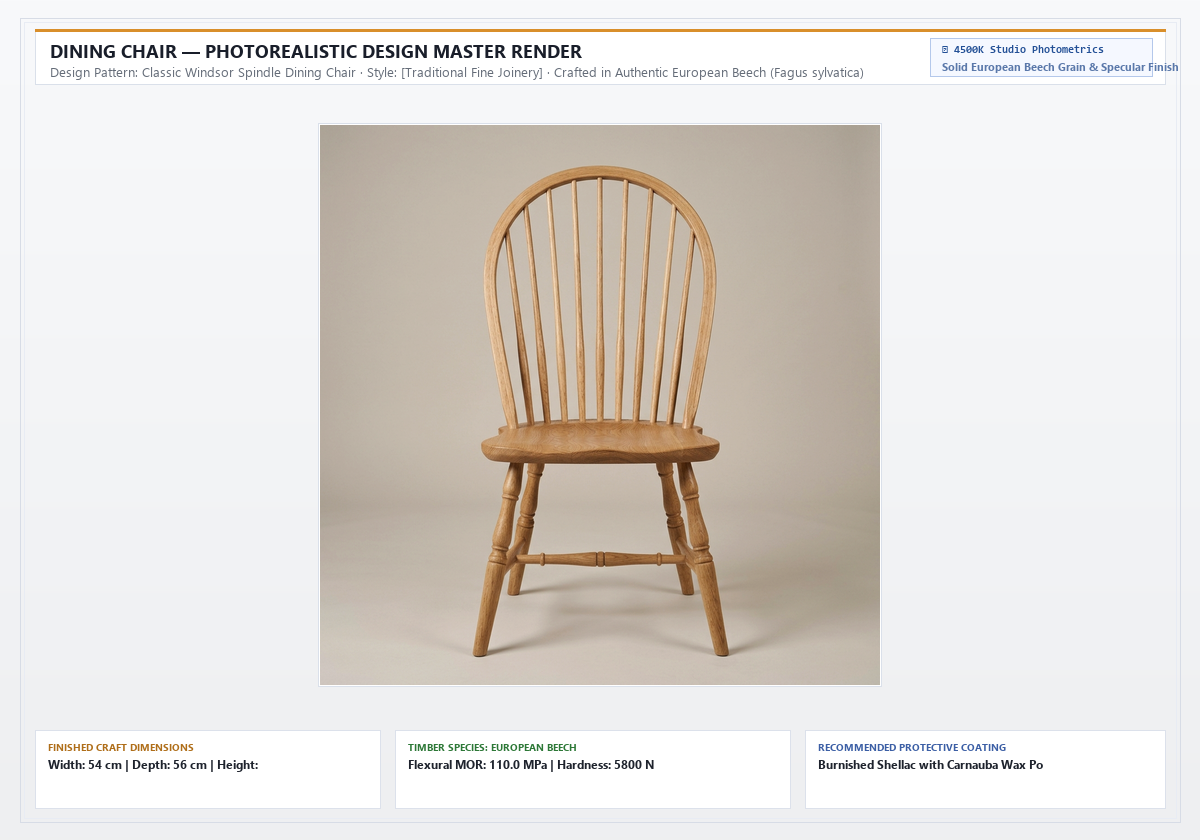 DINING CHAIR — PHOTOREALISTIC DESIGN MASTER RENDER
Design Pattern: Classic Windsor Spindle Dining Chair · Style: [Traditional Fine Joinery] · Crafted in Authentic European Beech (Fagus sylvatica)
4500K Studio Photometrics
Solid European Beech Grain & Specular Finish
FINISHED CRAFT DIMENSIONS
Width: 54 cm | Depth: 56 cm | Height:
TIMBER SPECIES: EUROPEAN BEECH
Flexural MOR: 110.0 MPa | Hardness: 5800 N
RECOMMENDED PROTECTIVE COATING
Burnished Shellac with Carnauba Wax Po